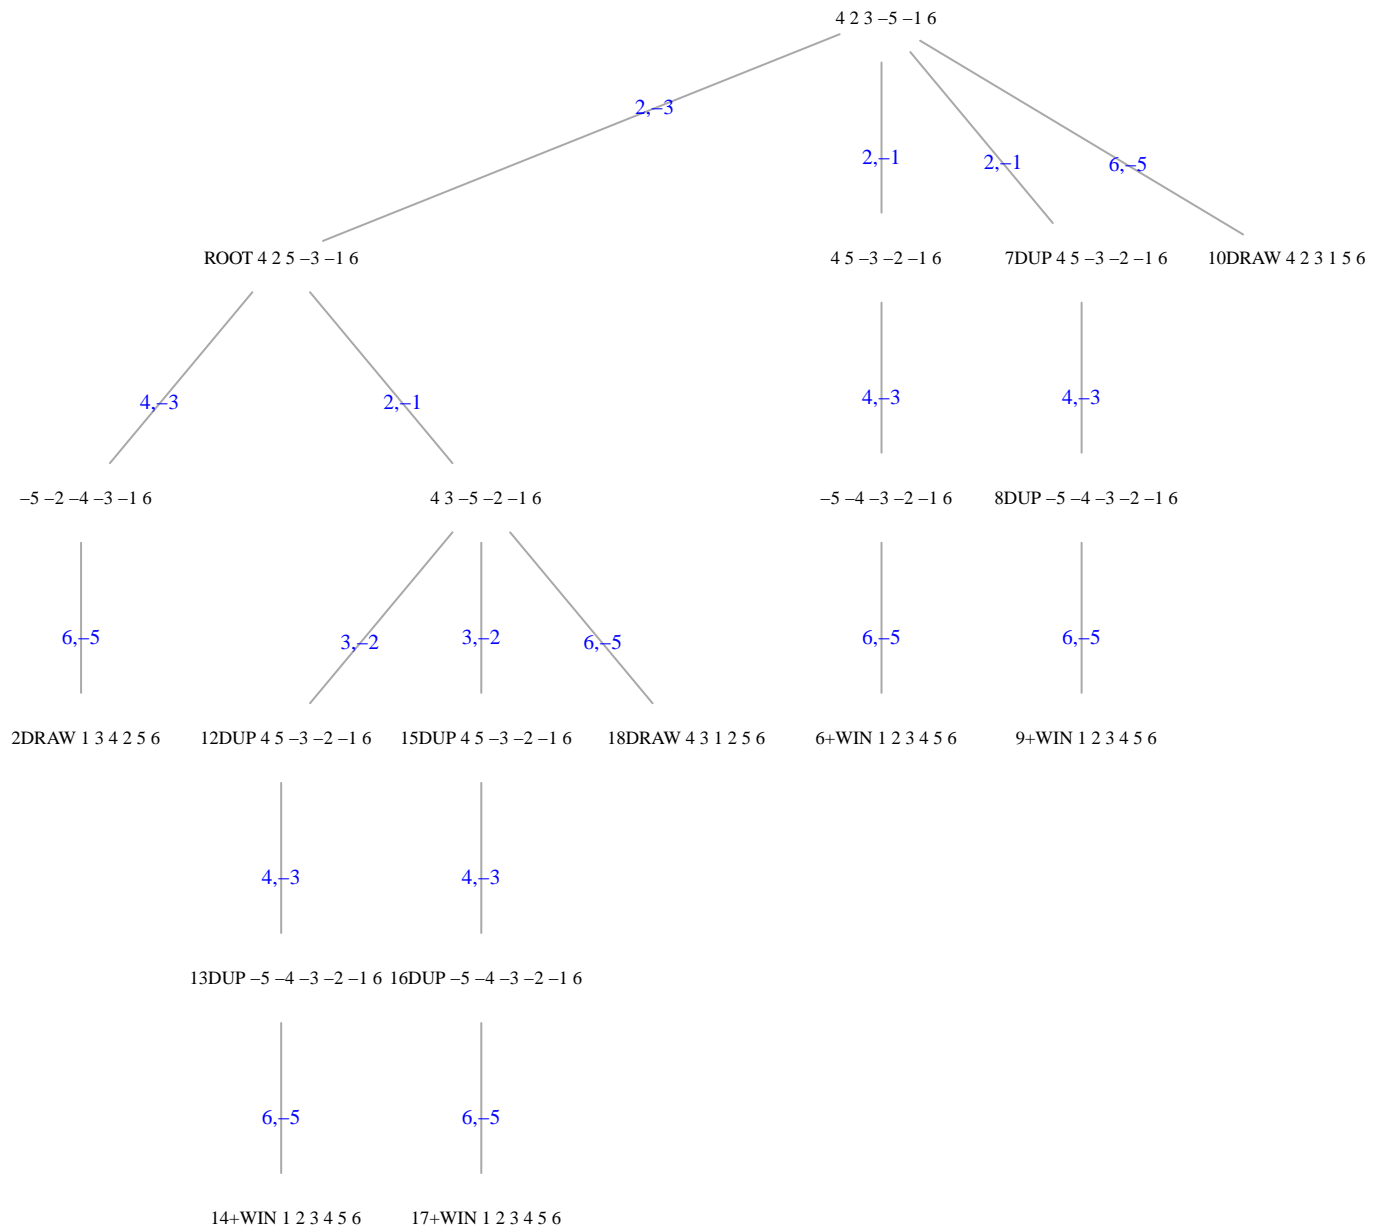 4 2 3 –5 –1 6
2,–3
2,–1
2,–1
6,–5
ROOT 4 2 5 –3 –1 6
4 5 –3 –2 –1 6
7DUP 4 5 –3 –2 –1 6
10DRAW 4 2 3 1 5 6
4,–3
2,–1
4,–3
4,–3
–5 –2 –4 –3 –1 6
4 3 –5 –2 –1 6
–5 –4 –3 –2 –1 6
8DUP –5 –4 –3 –2 –1 6
6,–5
3,–2
3,–2
6,–5
6,–5
6,–5
2DRAW 1 3 4 2 5 6
12DUP 4 5 –3 –2 –1 6
15DUP 4 5 –3 –2 –1 6
18DRAW 4 3 1 2 5 6
6+WIN 1 2 3 4 5 6
9+WIN 1 2 3 4 5 6
4,–3
4,–3
13DUP –5 –4 –3 –2 –1 6
16DUP –5 –4 –3 –2 –1 6
6,–5
6,–5
14+WIN 1 2 3 4 5 6
17+WIN 1 2 3 4 5 6